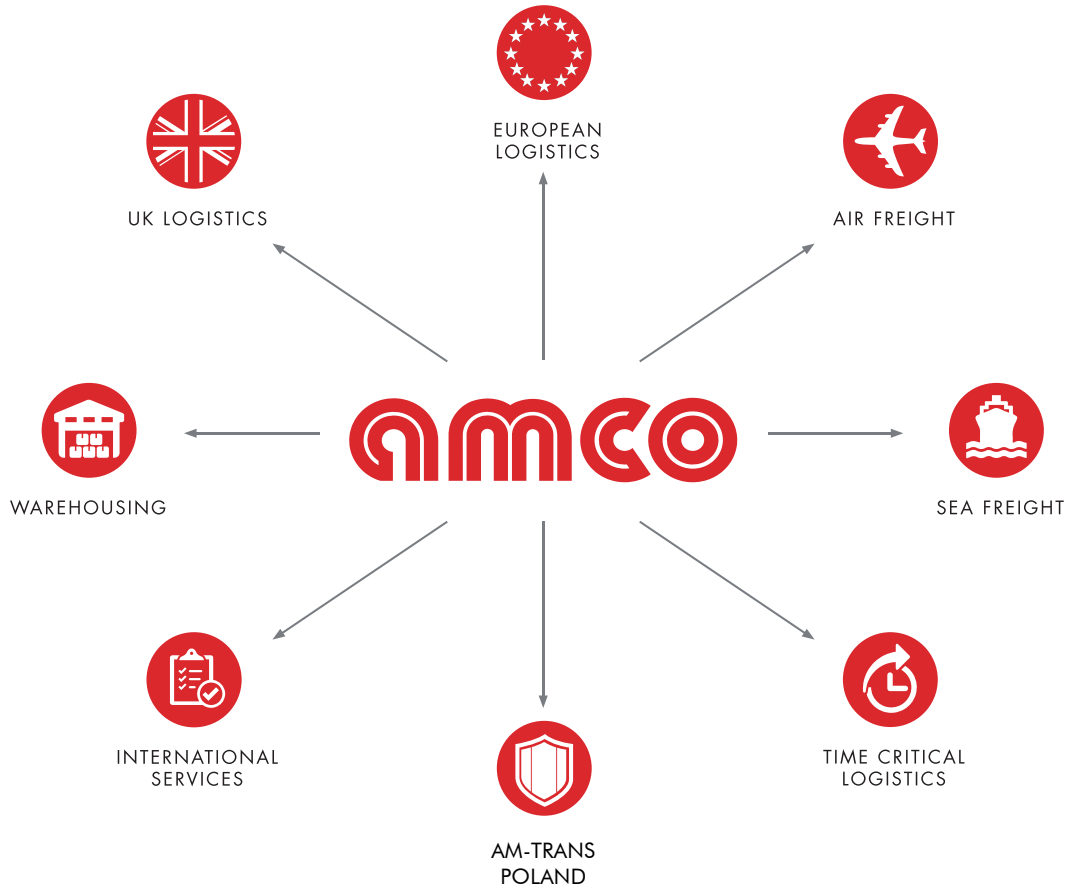 EUROPEAN
LOGISTICS
UK LOGISTICS
AIR FREIGHT
amco
WAREHOUSING
SEA FREIGHT
INTERNATIONAL
SERVICES
TIME CRITICAL
LOGISTICS
AM-TRANS
POLAND